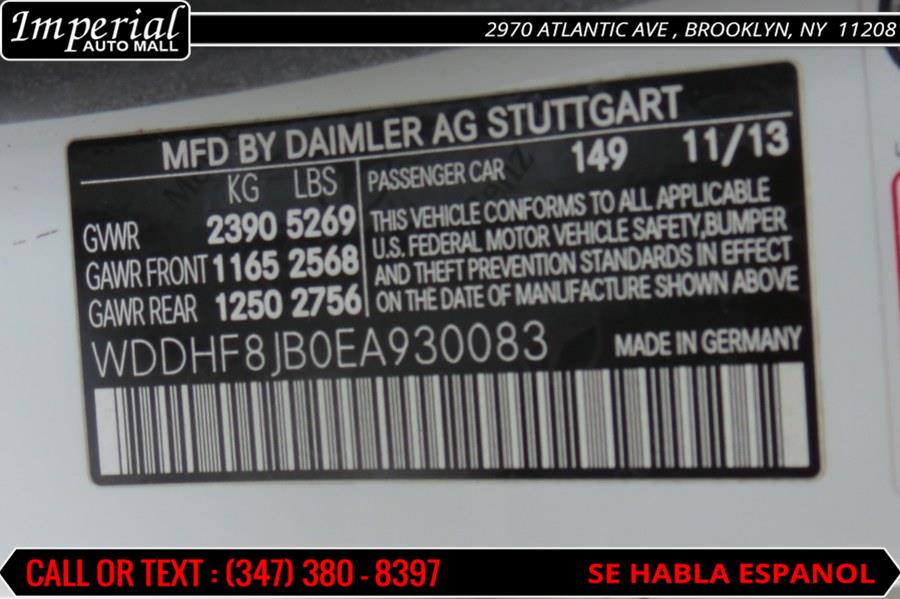 Imperial
AUTO MALL
2970 ATLANTIC AVE , BROOKLYN, NY 11208
MFD BY DAIMLER AG STUTTGART
KG LBS
GVWR 2390 5269
GAWR FRONT 1165 2568
GAWR REAR 1250 2756
PASSENGER CAR 149 11/13
THIS VEHICLE CONFORMS TO ALL APPLICABLE
U.S. FEDERAL MOTOR VEHICLE SAFETY,BUMPER
AND THEFT PREVENTION STANDARDS IN EFFECT
ON THE DATE OF MANUFACTURE SHOWN ABOVE
WDDHF8JB0EA930083 MADE IN GERMANY
CALL OR TEXT : (347) 380 - 8397
SE HABLA ESPANOL